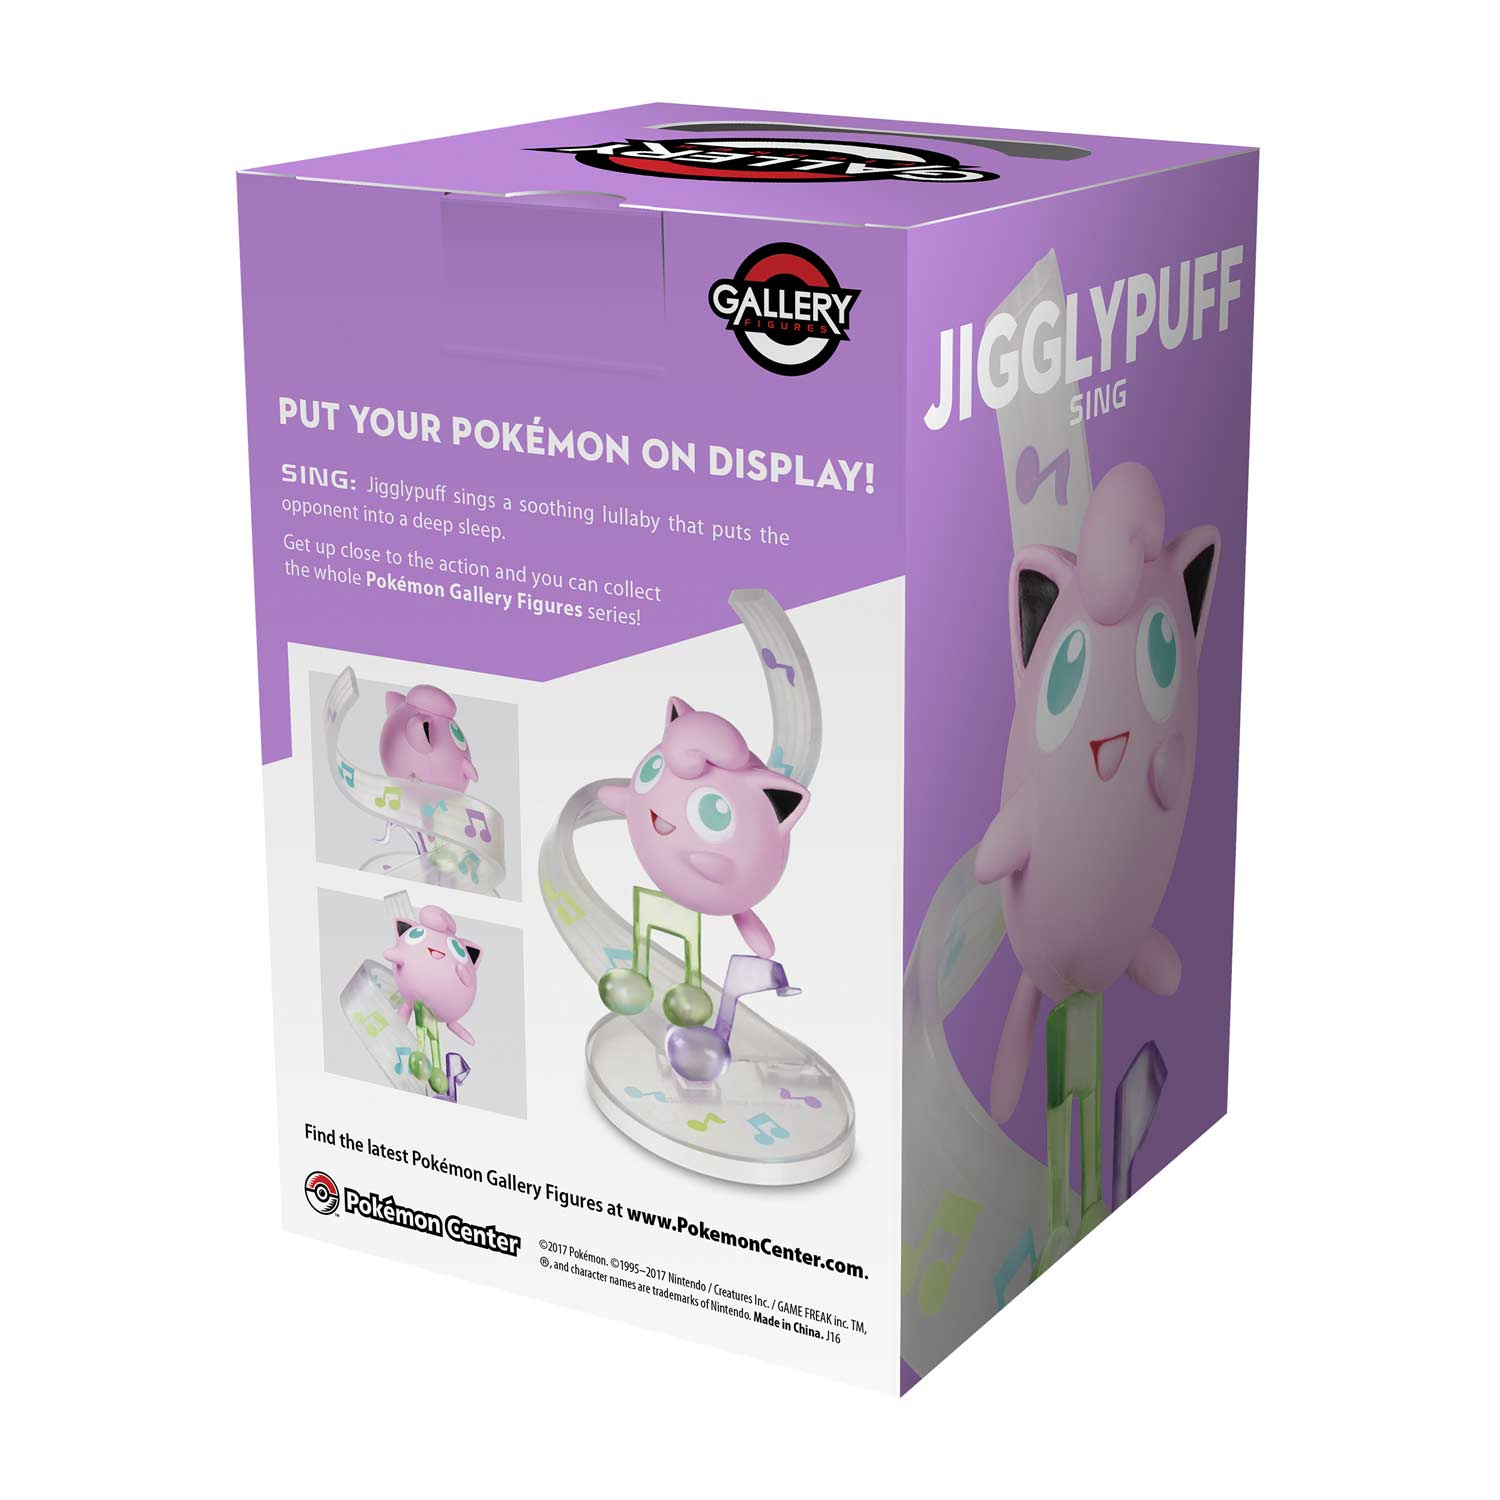 GALLERY
FIGURES
GALLERY
FIGURES
PUT YOUR POKÉMON ON DISPLAY!
SING: Jigglypuff sings a soothing lullaby that puts the
opponent into a deep sleep.
Get up close to the action and you can collect
the whole Pokémon Gallery Figures series!
Find the latest Pokémon Gallery Figures at www.PokemonCenter.com.
Pokémon Center
©2017 Pokémon. ©1995–2017 Nintendo / Creatures Inc. / GAME FREAK inc. TM,
®, and character names are trademarks of Nintendo. Made in China. J16
JIGGLYPUFF
SING